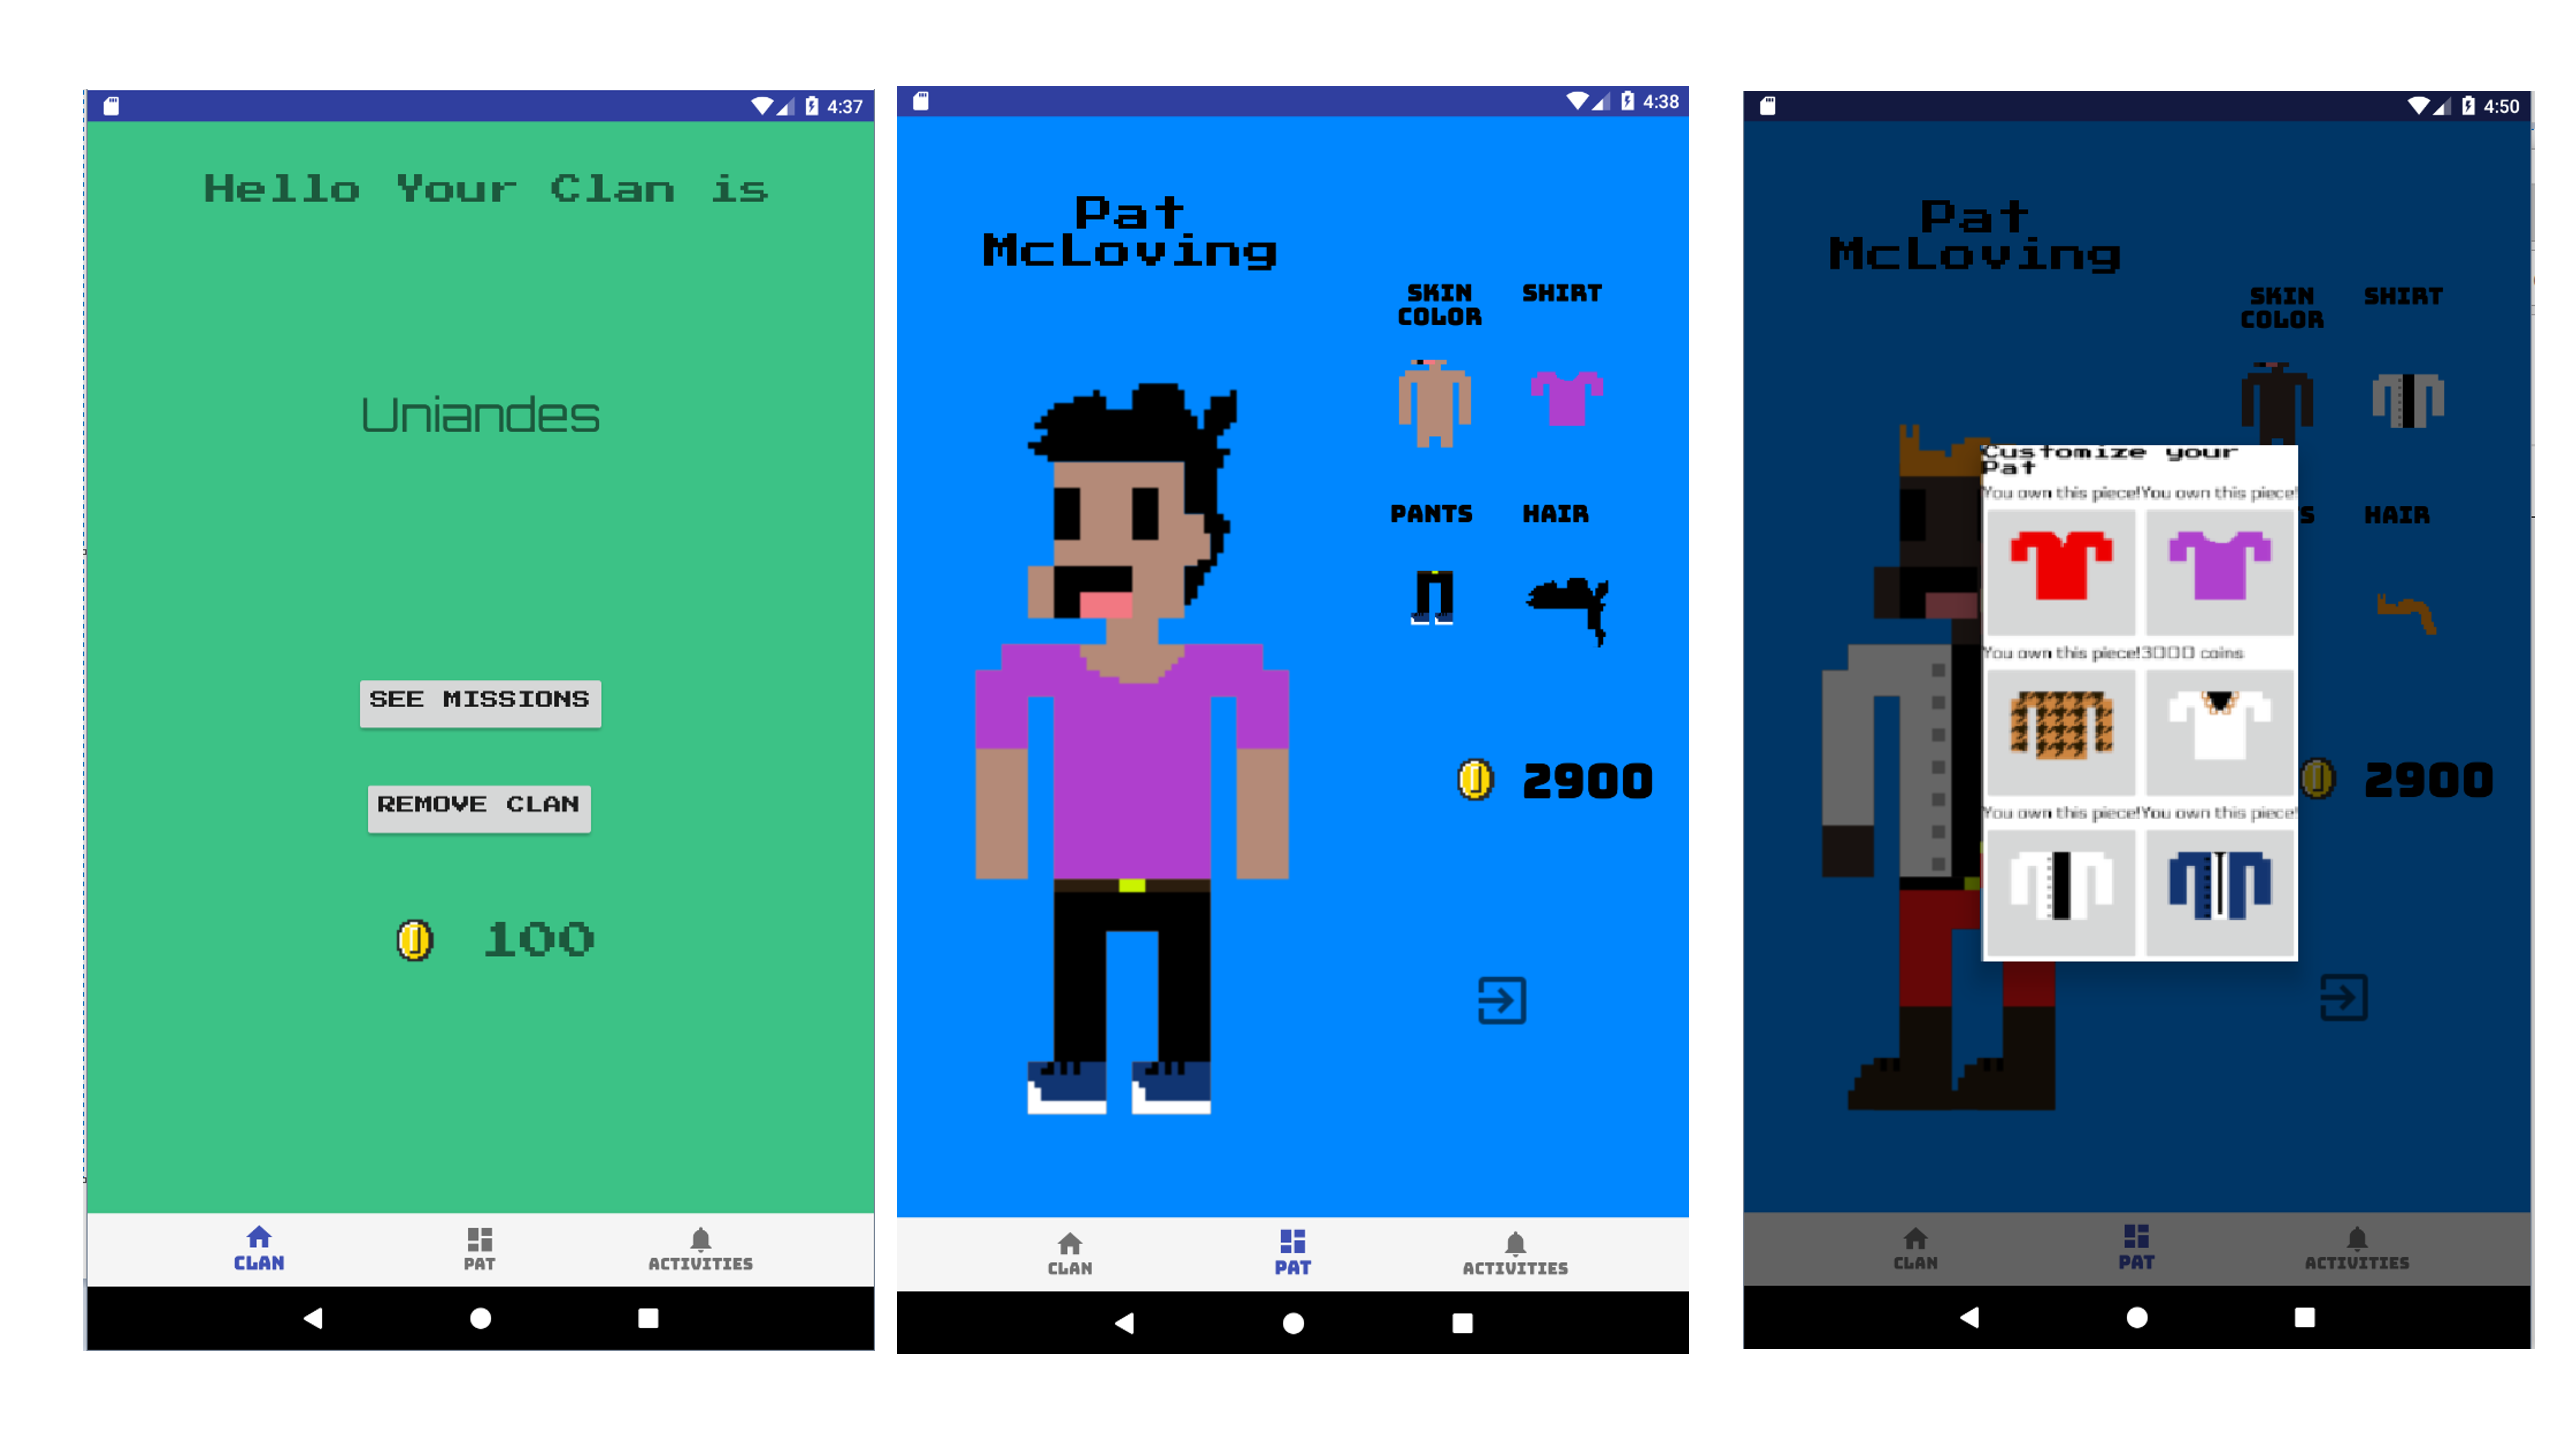 4:37
Hello Your Clan is
Uniandes
SEE MISSIONS
REMOVE CLAN
100
CLAN
PAT
ACTIVITIES
4:38
Pat
McLoving
SKIN
COLOR
SHIRT
PANTS
HAIR
2900
CLAN
PAT
ACTIVITIES
4:50
Pat
McLoving
SKIN
COLOR
SHIRT
Customize your
Pat
You own this piece!
You own this piece!
S
HAIR
You own this piece!
3□□□ coins
2900
You own this piece!
You own this piece!
CLAN
PAT
ACTIVITIES